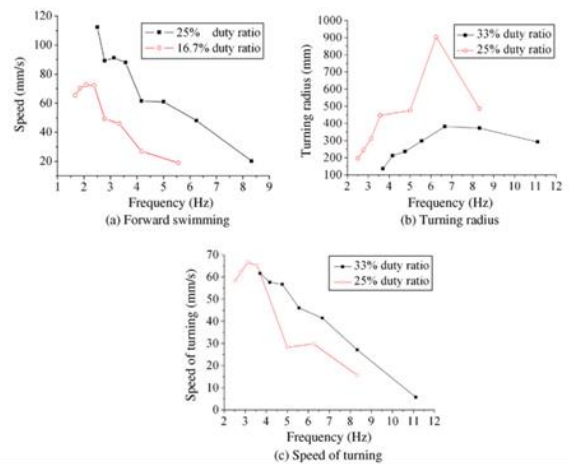 120
100
80
60
40
20
Speed (mm/s)
25% duty ratio
16.7% duty ratio
1 2 3 4 5 6 7 8 9
Frequency (Hz)
(a) Forward swimming
1000
900
800
700
600
500
400
300
200
100
Turning radius (mm)
33% duty ratio
25% duty ratio
2 3 4 5 6 7 8 9 10 11 12
Frequency (Hz)
(b) Turning radius
70
60
50
40
30
20
10
0
Speed of turning (mm/s)
33% duty ratio
25% duty ratio
2 3 4 5 6 7 8 9 10 11 12
Frequency (Hz)
(c) Speed of turning